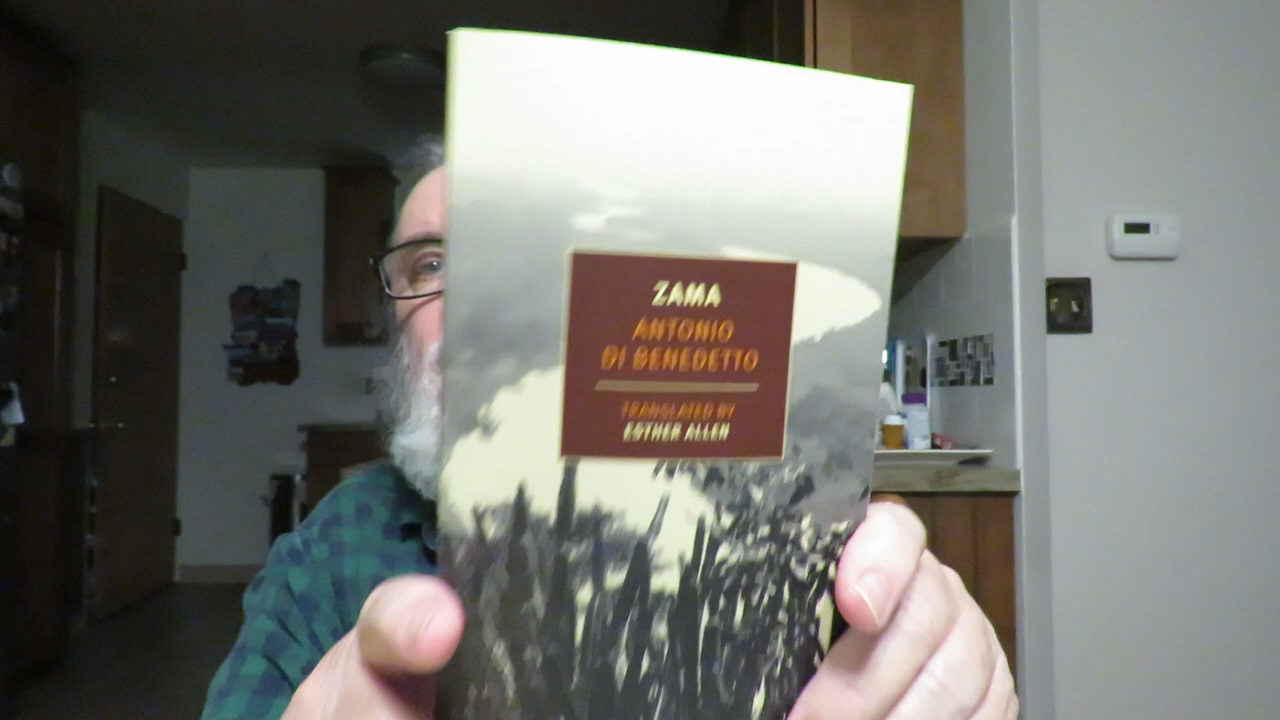 ZAMA
ANTONIO
DI BENEDETTO
TRANSLATED BY
ESTHER ALLEN